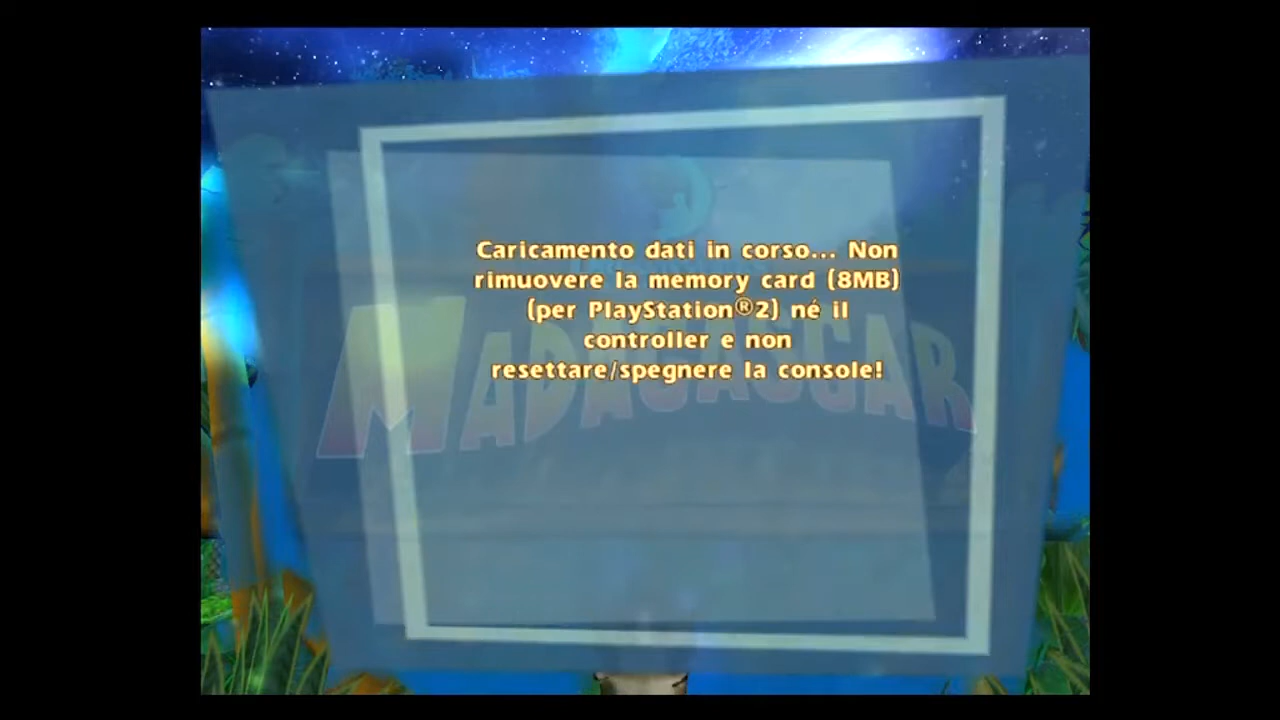 Caricamento dati in corso... Non
rimuovere la memory card (8MB)
(per PlayStation®2) né il
controller e non
resettare/spegnere la console!
MADAGASCAR